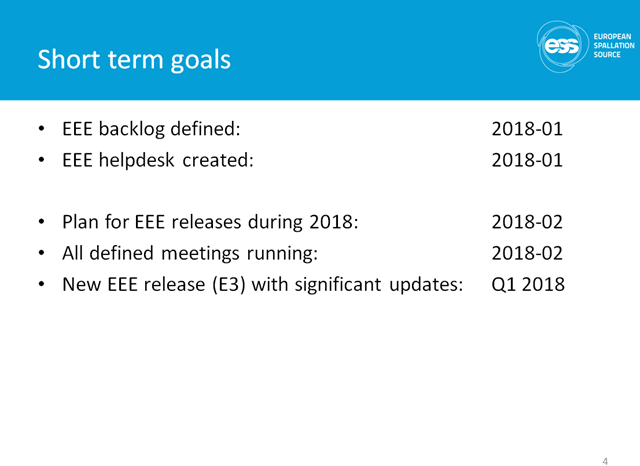 Short term goals
ess
EUROPEAN
SPALLATION
SOURCE
• EEE backlog defined: 2018-01
• EEE helpdesk created: 2018-01
• Plan for EEE releases during 2018: 2018-02
• All defined meetings running: 2018-02
• New EEE release (E3) with significant updates: Q1 2018
4